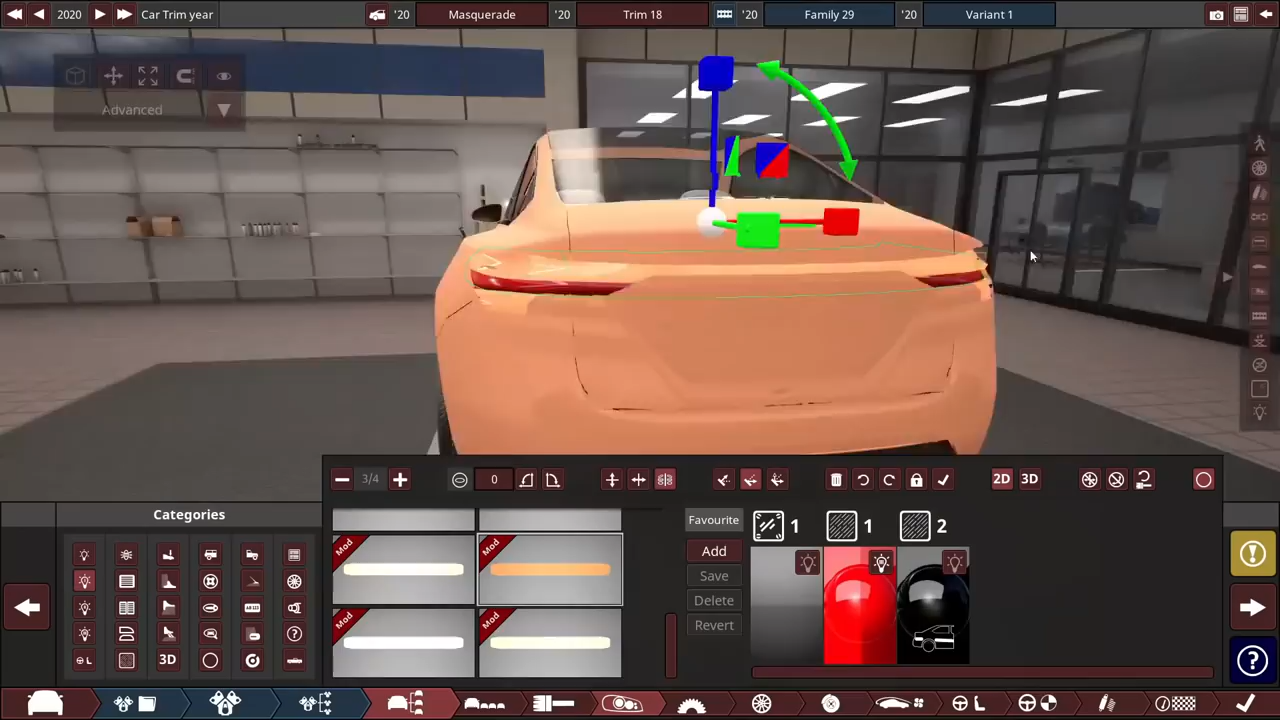 2020 Car Trim year '20 Masquerade '20 Trim 18 '20 Family 29 '20 Variant 1
Advanced
3/4 0 2D 3D
Categories
Favourite 1 1 2
Mod Mod
Add
Save
Delete
Mod Mod
Revert
L 3D